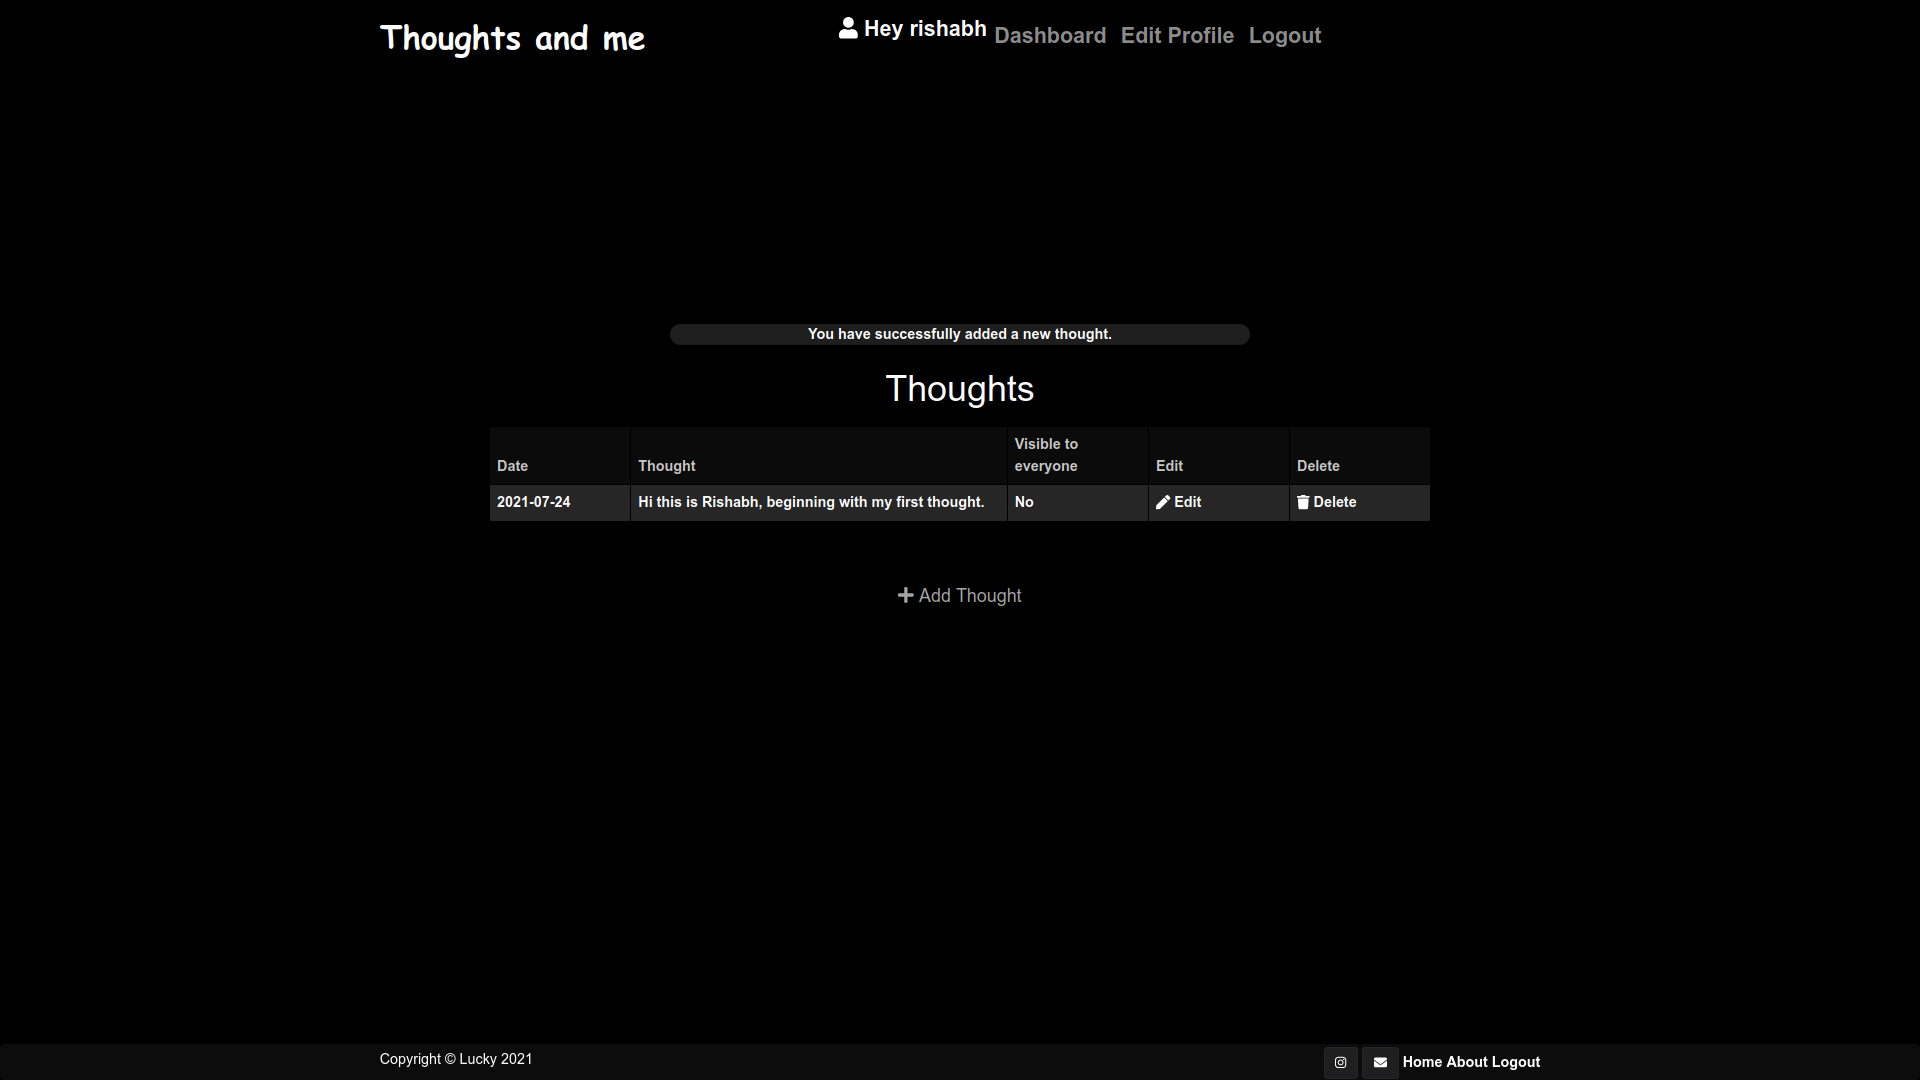 Thoughts and me
Hey rishabh Dashboard Edit Profile Logout
You have successfully added a new thought.
Thoughts
Date Thought Visible to everyone Edit Delete
2021-07-24 Hi this is Rishabh, beginning with my first thought. No Edit Delete
Add Thought
Copyright © Lucky 2021
Home About Logout